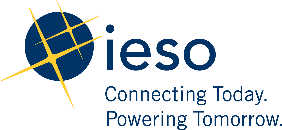 ieso
Connecting Today.
Powering Tomorrow.